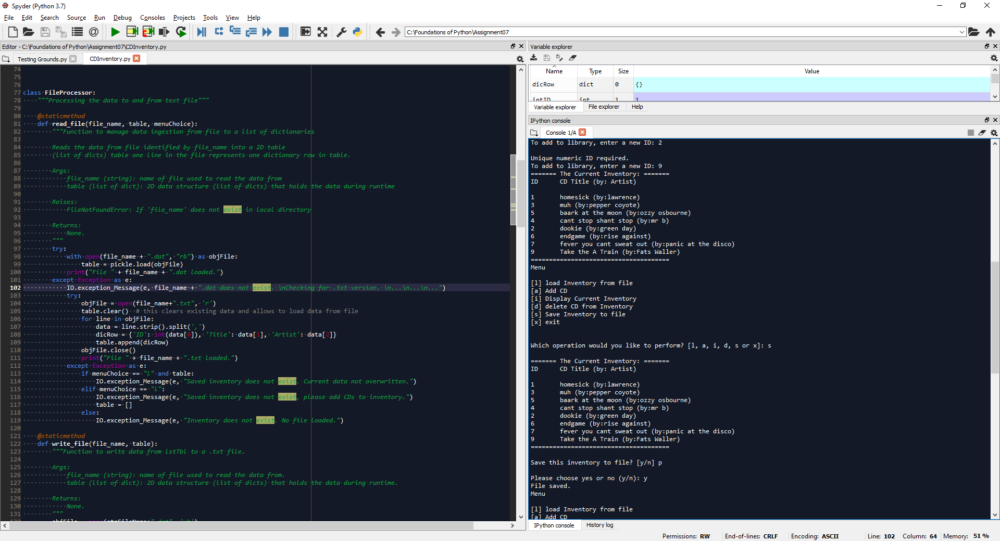 Spyder (Python 3.7)
File Edit Search Source Run Debug Consoles Projects Tools View Help
C:\Foundations of Python\Assignment07
Editor - C:\Foundations of Python\Assignment07\CDInventory.py
Testing Grounds.py
CDInventory.py
74
75
76
77 class FileProcessor:
78 """Processing the data to and from text file"""
79
80 @staticmethod
81 def read_file(file_name, table, menuChoice):
82 """Function to manage data ingestion from file to a list of dictionaries
83
84 Reads the data from file identified by file_name into a 2D table
85 (list of dicts) table one line in the file represents one dictionary row in table.
86
87 Args:
88 file_name (string): name of file used to read the data from
89 table (list of dict): 2D data structure (list of dicts) that holds the data during runtime
90
91 Raises:
92 FileNotFoundError: If 'file_name' does not exist in local directory
93
94 Returns:
95 None.
96 """
97 try:
98 with open(file_name + ".dat", "rb") as objFile:
99 table = pickle.load(objFile)
100 print("File " + file_name + ".dat loaded.")
101 except Exception as e:
102 IO.exception_Message(e, file_name + ".dat does not exist. \nChecking for .txt version. \n...\n...\n...")
103 try:
104 objFile = open(file_name+".txt", 'r')
105 table.clear() # this clears existing data and allows to load data from file
106 for line in objFile:
107 data = line.strip().split(',')
108 dicRow = {'ID': int(data[0]), 'Title': data[1], 'Artist': data[2]}
109 table.append(dicRow)
110 objFile.close()
111 print("File " + file_name + ".txt loaded.")
112 except Exception as e:
113 if menuChoice == "l" and table:
114 IO.exception_Message(e, "Saved inventory does not exist. Current data not overwritten.")
115 elif menuChoice == "l":
116 IO.exception_Message(e, "Saved inventory does not exist, please add CDs to inventory.")
117 table = []
118 else:
119 IO.exception_Message(e, "Inventory does not exist. No file loaded.")
120
121 @staticmethod
122 def write_file(file_name, table):
123 """Function to write data from lstTbl to a .txt file.
124
125 Args:
126 file_name (string): name of file used to read the data from.
127 table (list of dict): 2D data structure (list of dicts) that holds the data during runtime.
128
129 Returns:
130 None.
131 """
Variable explorer
Name Type Size Value
dicRow dict 0 {}
intID int 1 1
Variable explorer File explorer Help
IPython console
Console 1/A
To add to library, enter a new ID: 2
Unique numeric ID required.
To add to library, enter a new ID: 9
======= The Current Inventory: =======
ID CD Title (by: Artist)
1 homesick (by:lawrence)
3 muh (by:pepper coyote)
5 baark at the moon (by:ozzy osbourne)
4 cant stop shant stop (by:mr b)
2 dookie (by:green day)
6 endgame (by:rise against)
7 fever you cant sweat out (by:panic at the disco)
9 Take the A Train (by:Fats Waller)
======================================
Menu
[l] load Inventory from file
[a] Add CD
[i] Display Current Inventory
[d] delete CD from Inventory
[s] Save Inventory to file
[x] exit
Which operation would you like to perform? [l, a, i, d, s or x]: s
======= The Current Inventory: =======
ID CD Title (by: Artist)
1 homesick (by:lawrence)
3 muh (by:pepper coyote)
5 baark at the moon (by:ozzy osbourne)
4 cant stop shant stop (by:mr b)
2 dookie (by:green day)
6 endgame (by:rise against)
7 fever you cant sweat out (by:panic at the disco)
9 Take the A Train (by:Fats Waller)
======================================
Save this inventory to file? [y/n] p
Please choose yes or no (y/n): y
File saved.
Menu
[l] load Inventory from file
[a] Add CD
IPython console History log
Permissions: RW End-of-lines: CRLF Encoding: ASCII Line: 102 Column: 64 Memory: 51 %